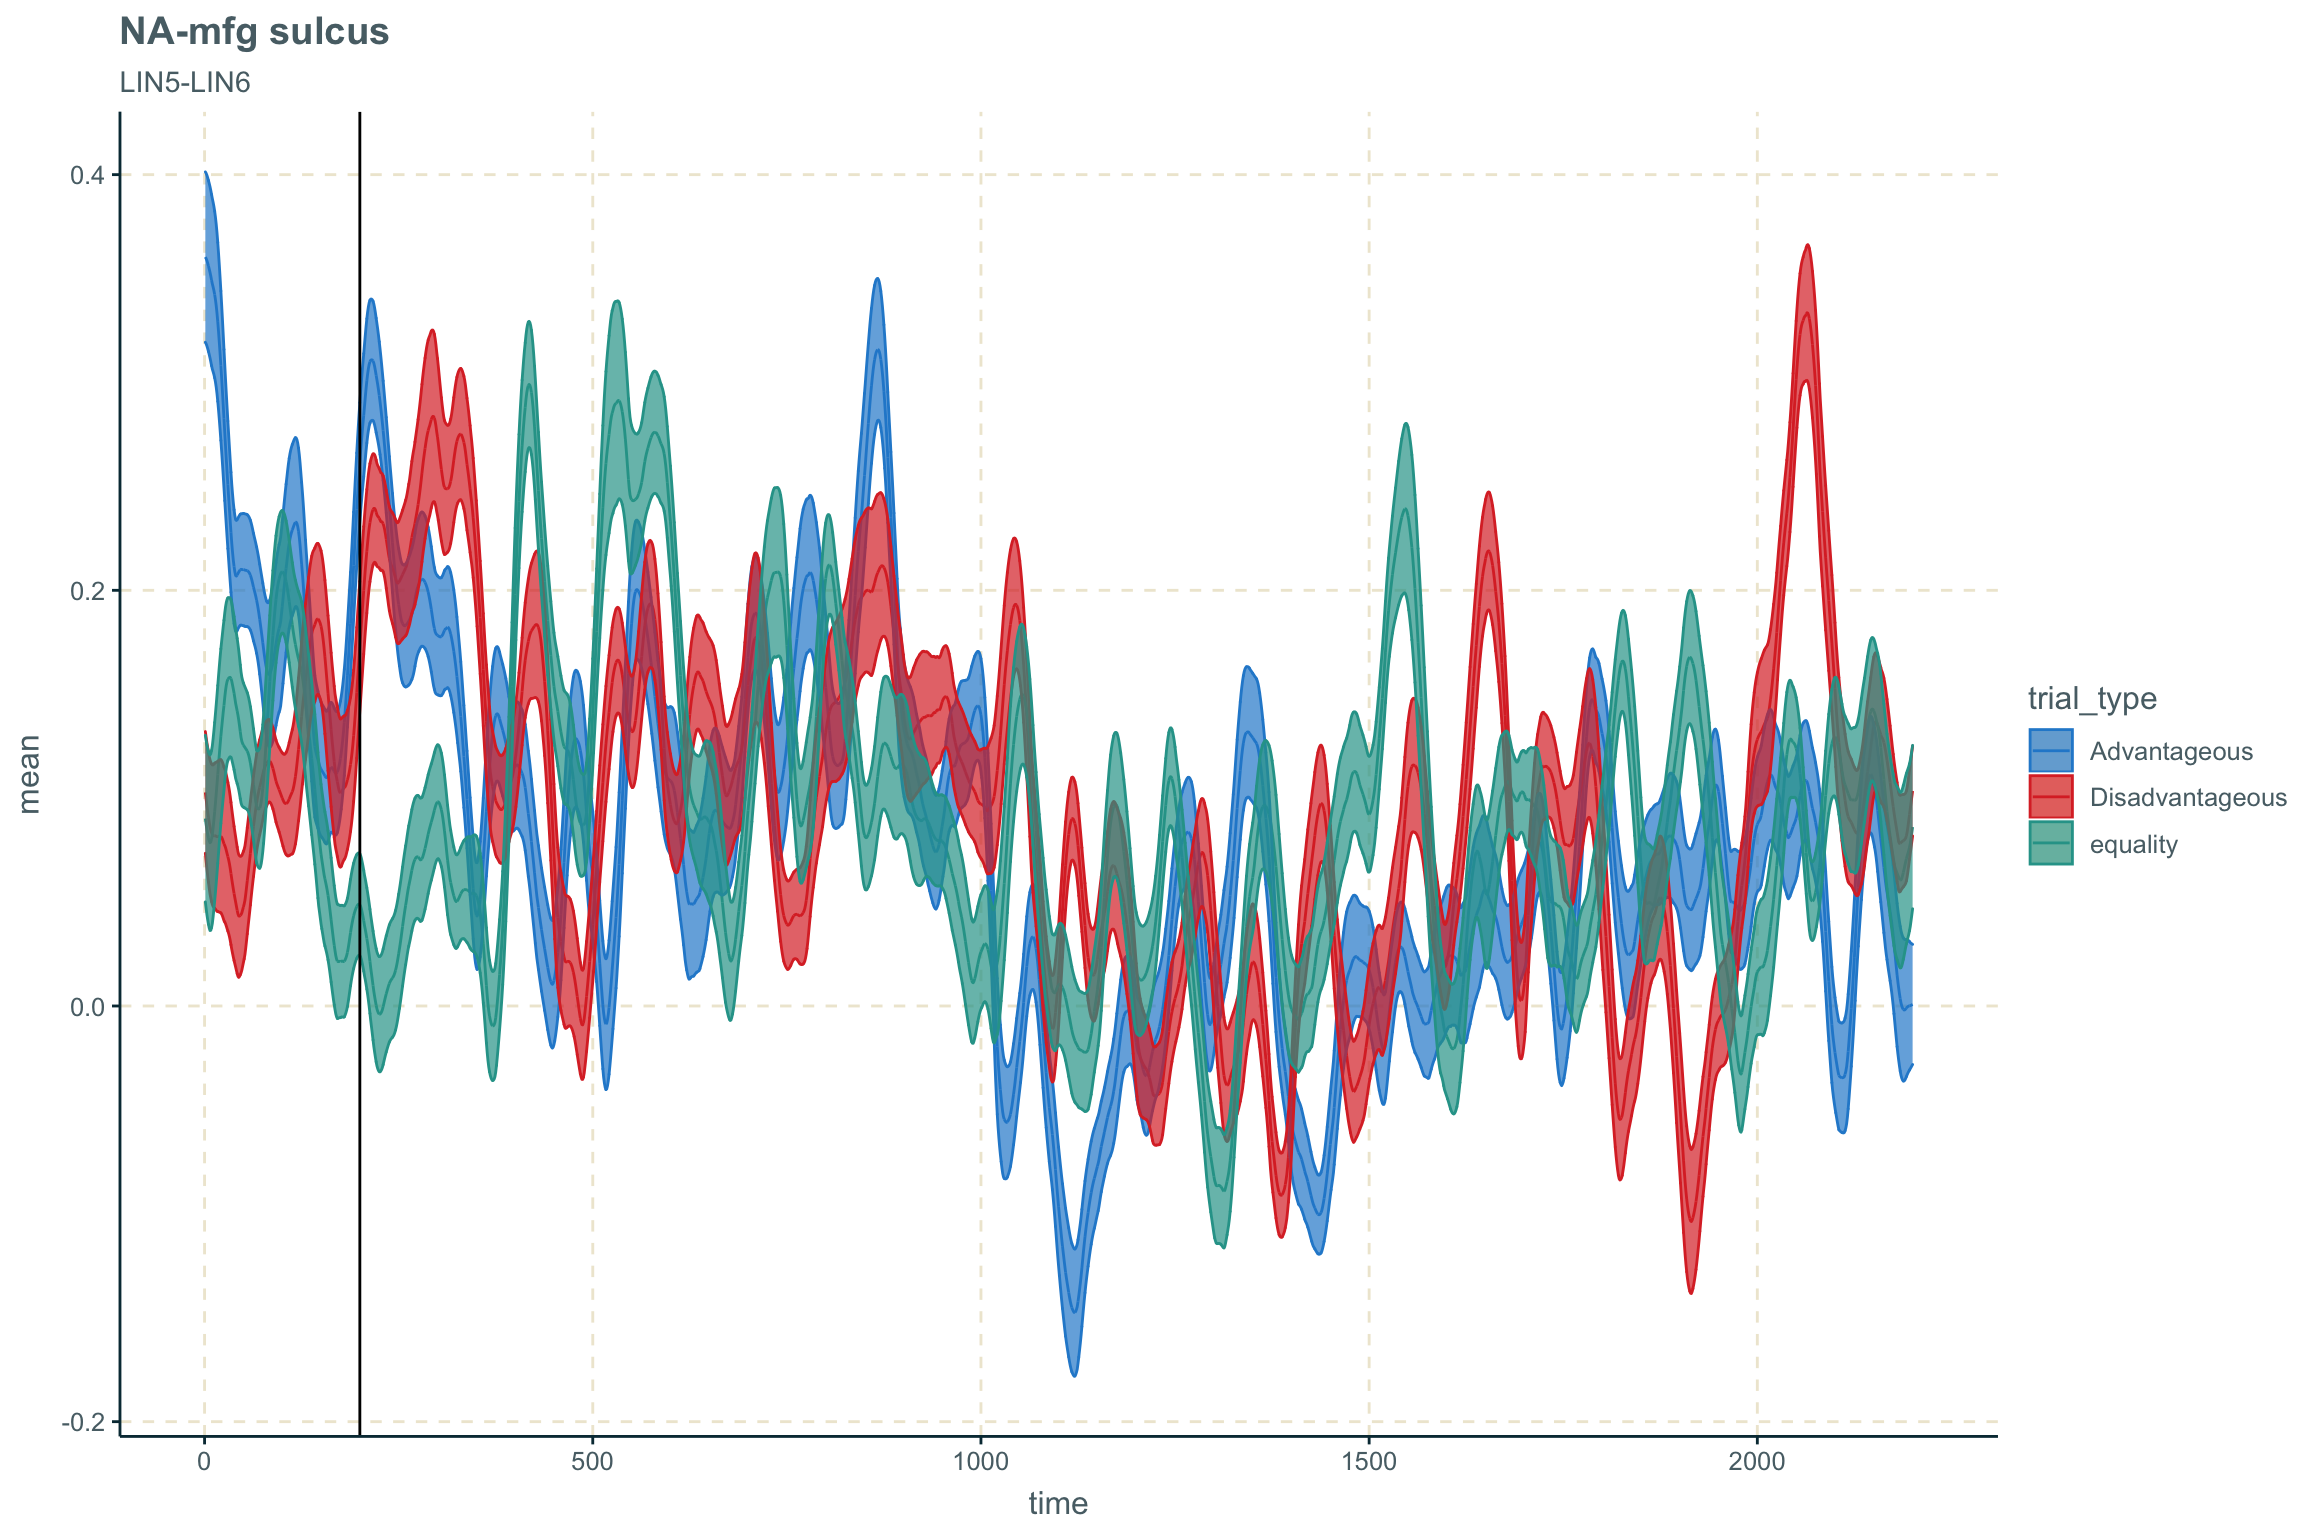 NA-mfg sulcus
LIN5-LIN6
mean
0.4
0.2
0.0
-0.2
0
500
1000
1500
2000
time
trial_type
Advantageous
Disadvantageous
equality